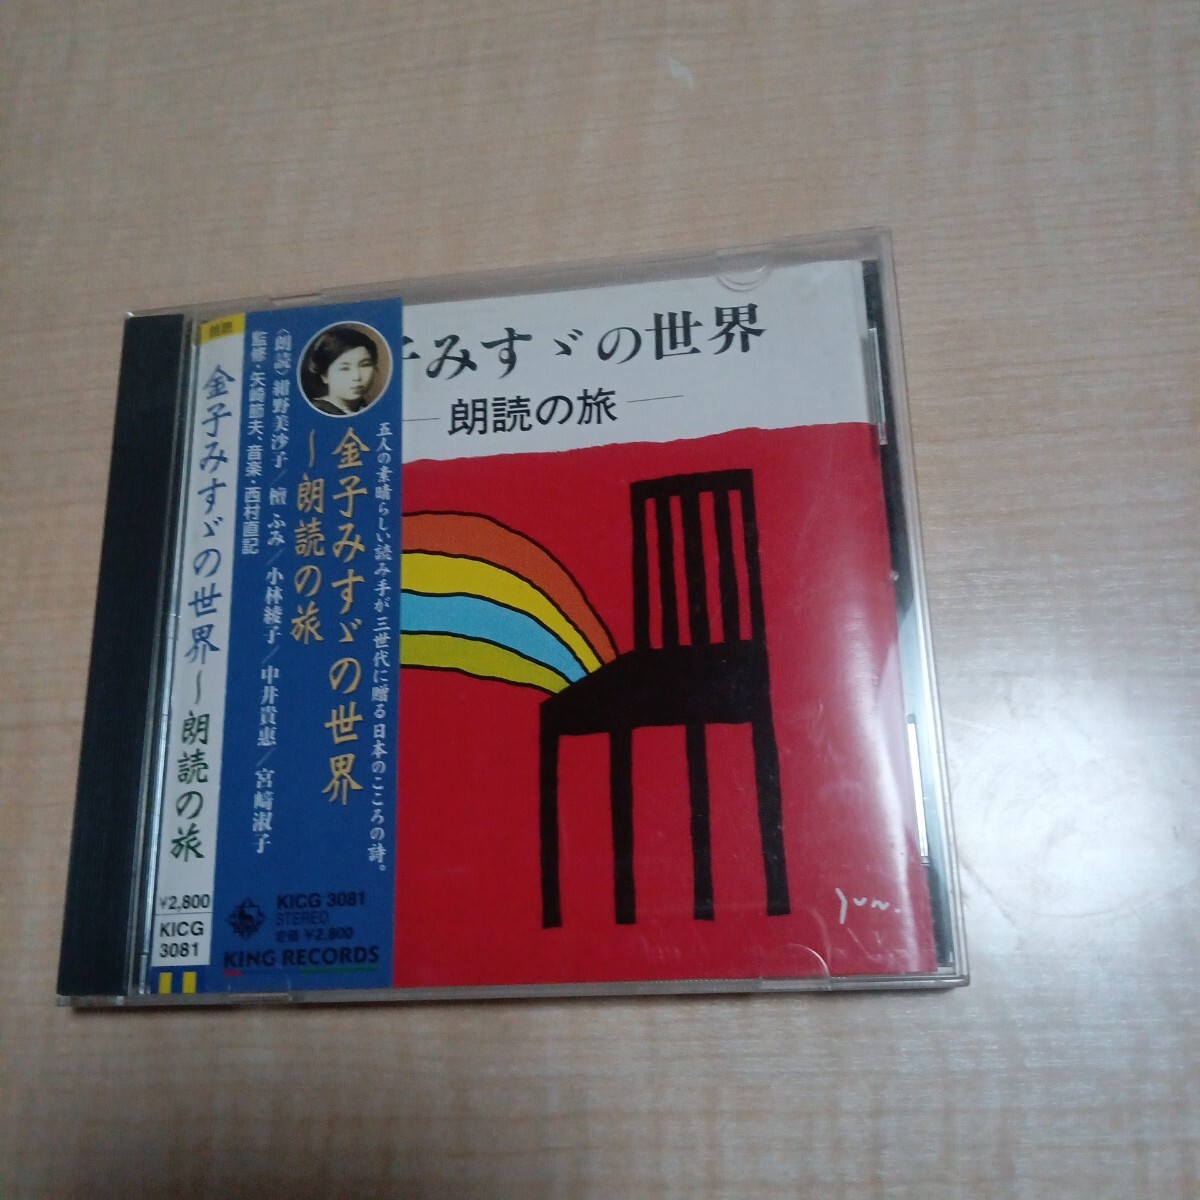 朗読
金子みすゞの世界〜朗読の旅
¥2,800
KICG
3081
五人の素晴らしい読み手が三世代に贈る日本のこころの詩。
金子みすゞの世界
〜朗読の旅
〈朗読〉紺野美沙子/檀 ふみ/小林綾子/中井貴惠/宮﨑淑子
監修・矢崎節夫、音楽・西村直記
KICG 3081
STEREO
定価 ¥2,800
KING RECORDS
子みすゞの世界
—朗読の旅—
Jun.